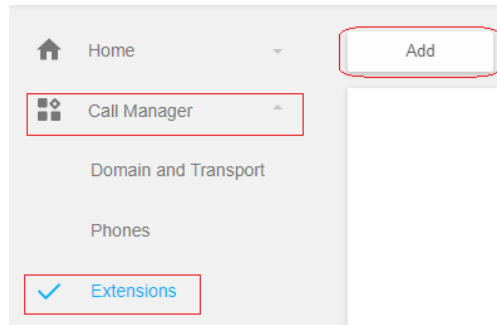 Home
Add
Call Manager
Domain and Transport
Phones
Extensions